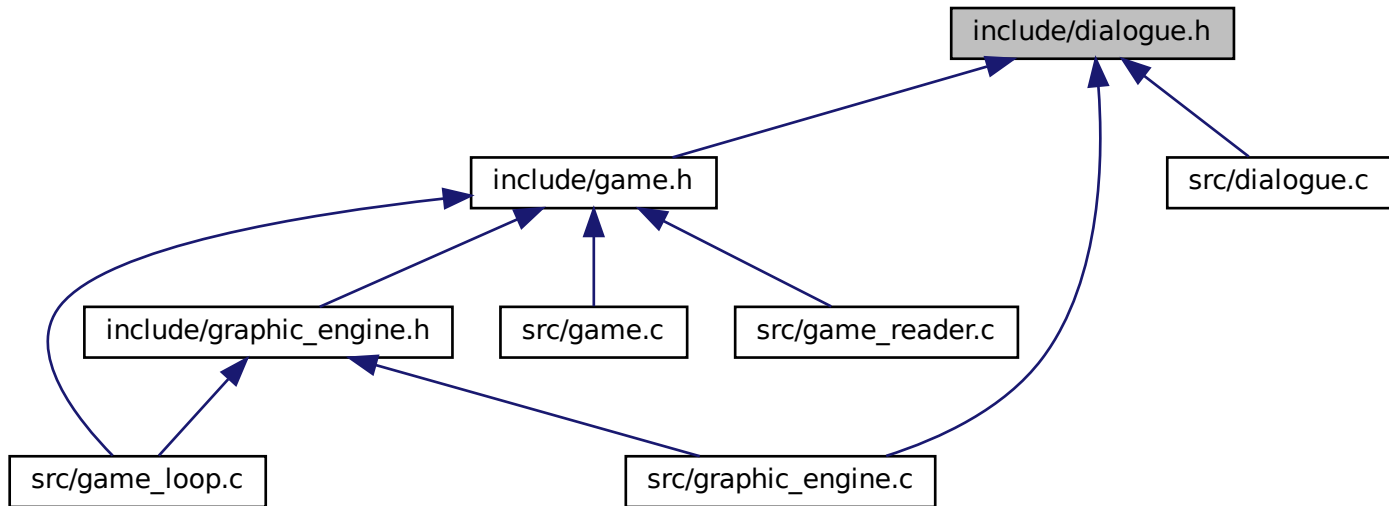 include/dialogue.h
include/game.h
src/dialogue.c
include/graphic_engine.h
src/game.c
src/game_reader.c
src/game_loop.c
src/graphic_engine.c